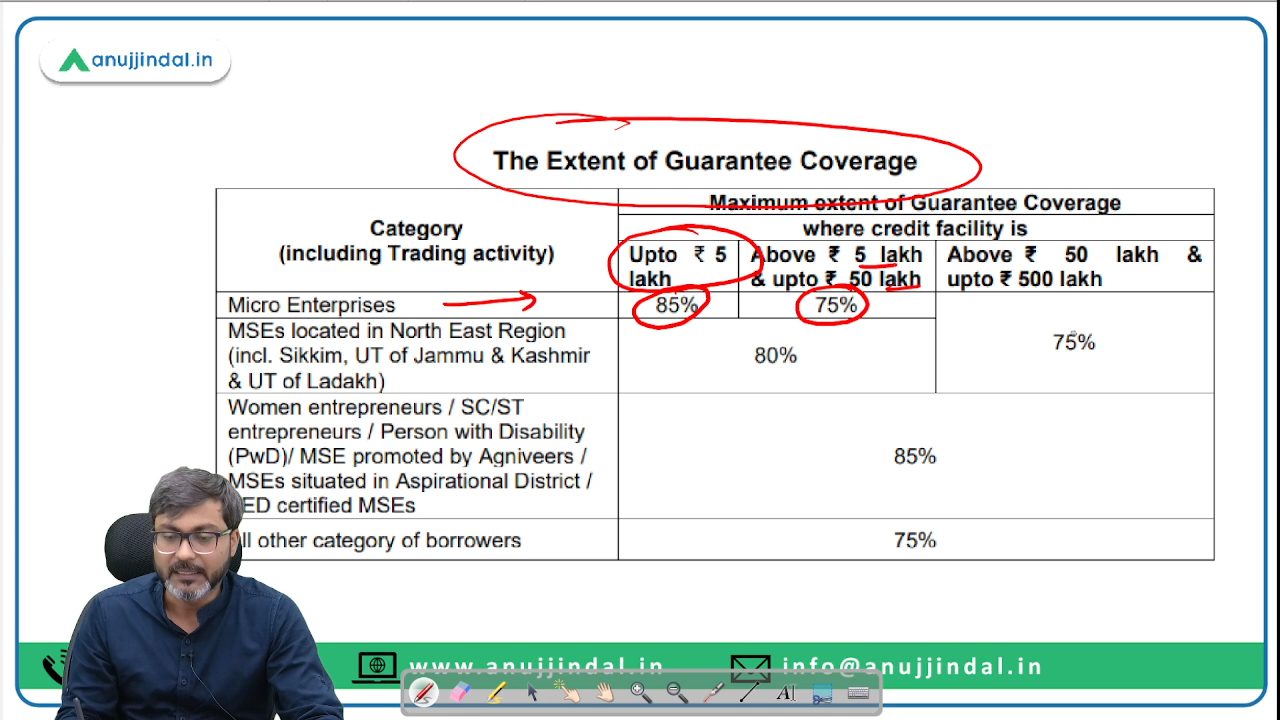 anujjindal.in
The Extent of Guarantee Coverage
Category
(including Trading activity)
Maximum extent of Guarantee Coverage
where credit facility is
Upto ₹ 5
lakh
Above ₹ 5 lakh
& upto ₹ 50 lakh
Above ₹ 50 lakh &
upto ₹ 500 lakh
Micro Enterprises
85%
75%
MSEs located in North East Region
(incl. Sikkim, UT of Jammu & Kashmir
& UT of Ladakh)
80%
75%
Women entrepreneurs / SC/ST
entrepreneurs / Person with Disability
(PwD)/ MSE promoted by Agniveers /
MSEs situated in Aspirational District /
ED certified MSEs
85%
ll other category of borrowers
75%
www.anujjindal.in
info@anujjindal.in
A